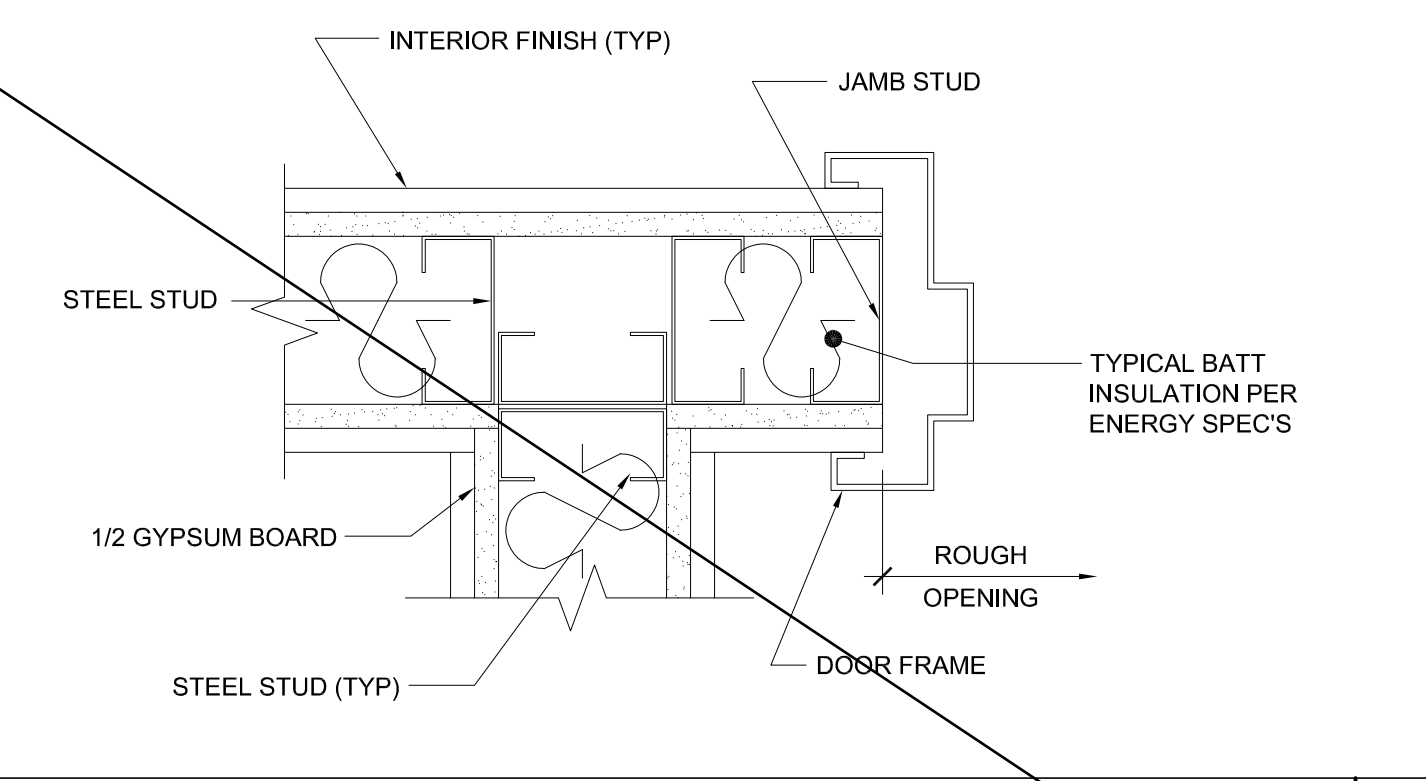 INTERIOR FINISH (TYP)
JAMB STUD
STEEL STUD
TYPICAL BATT
INSULATION PER
ENERGY SPEC'S
1/2 GYPSUM BOARD
ROUGH
OPENING
DOOR FRAME
STEEL STUD (TYP)